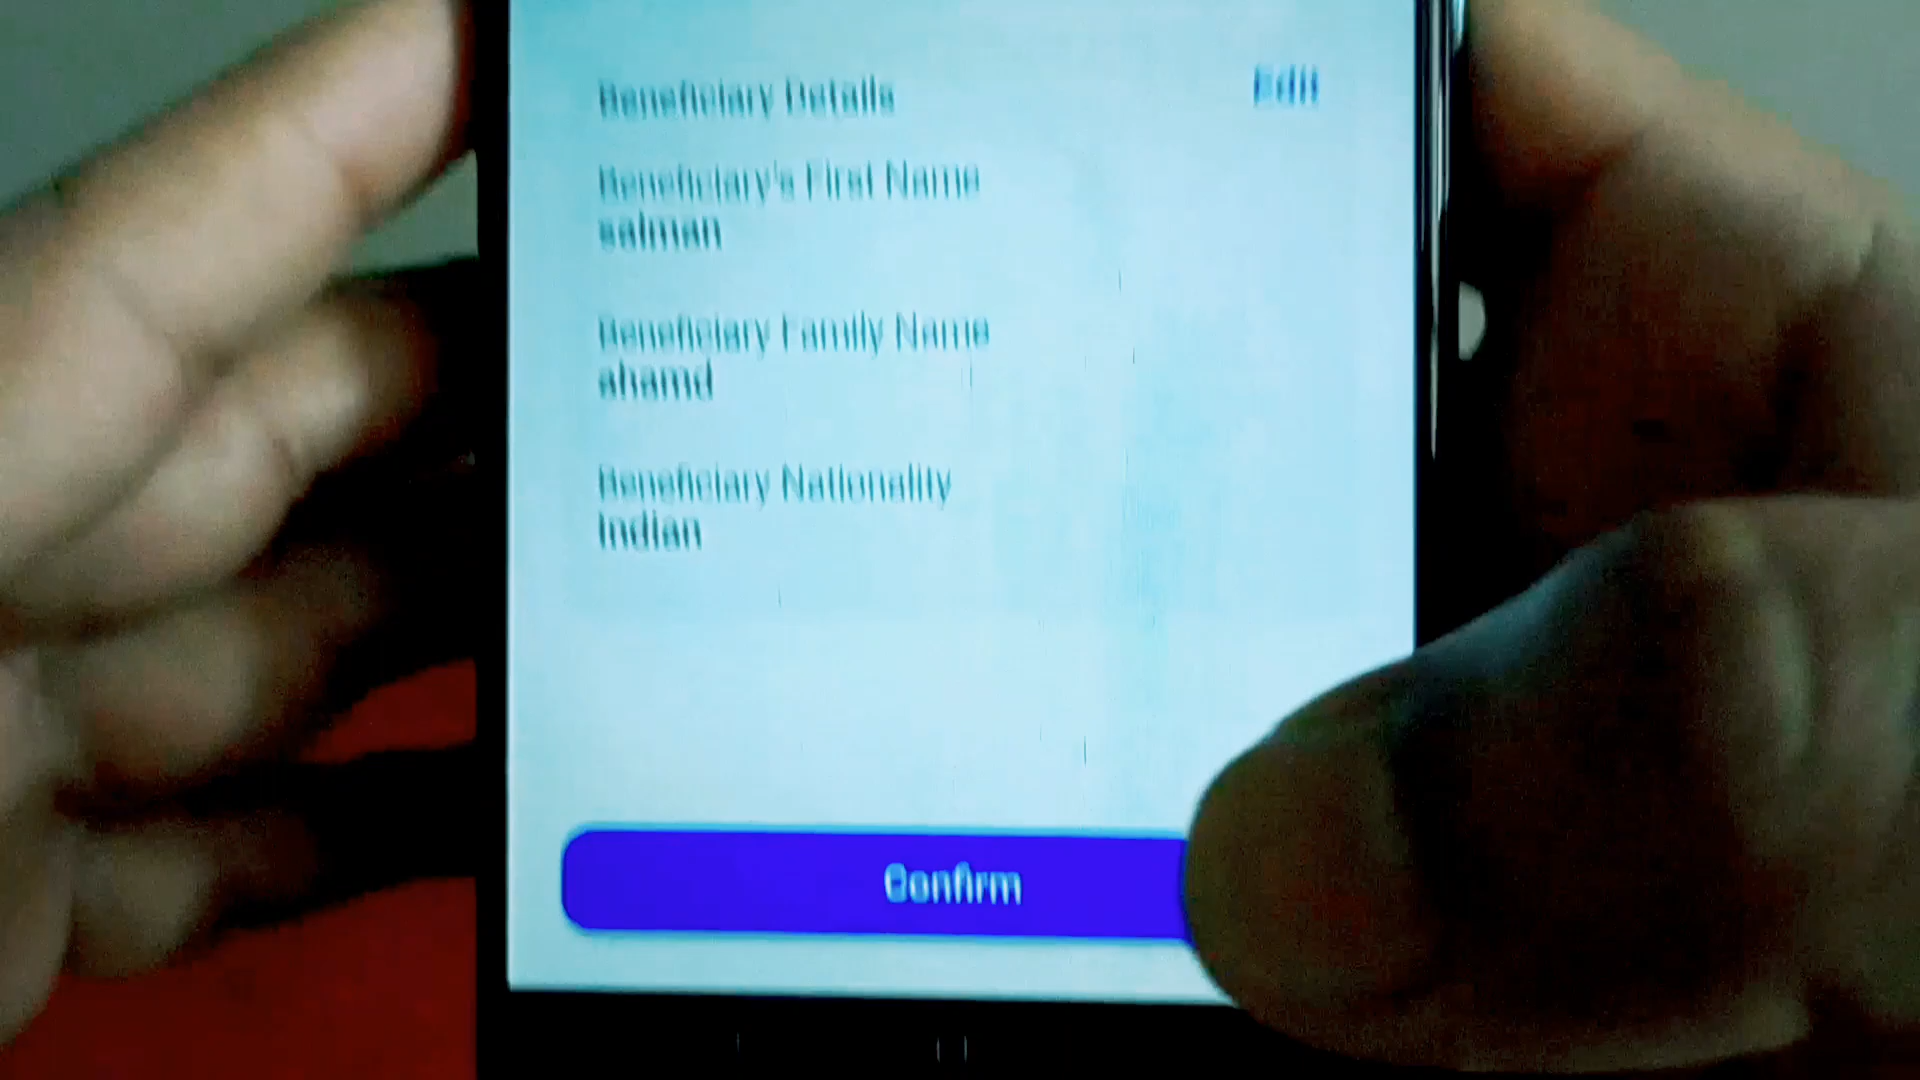 Beneficiary Details
Edit
Beneficiary's First Name
salman
Beneficiary Family Name
ahamd
Beneficiary Nationality
Indian
Confirm